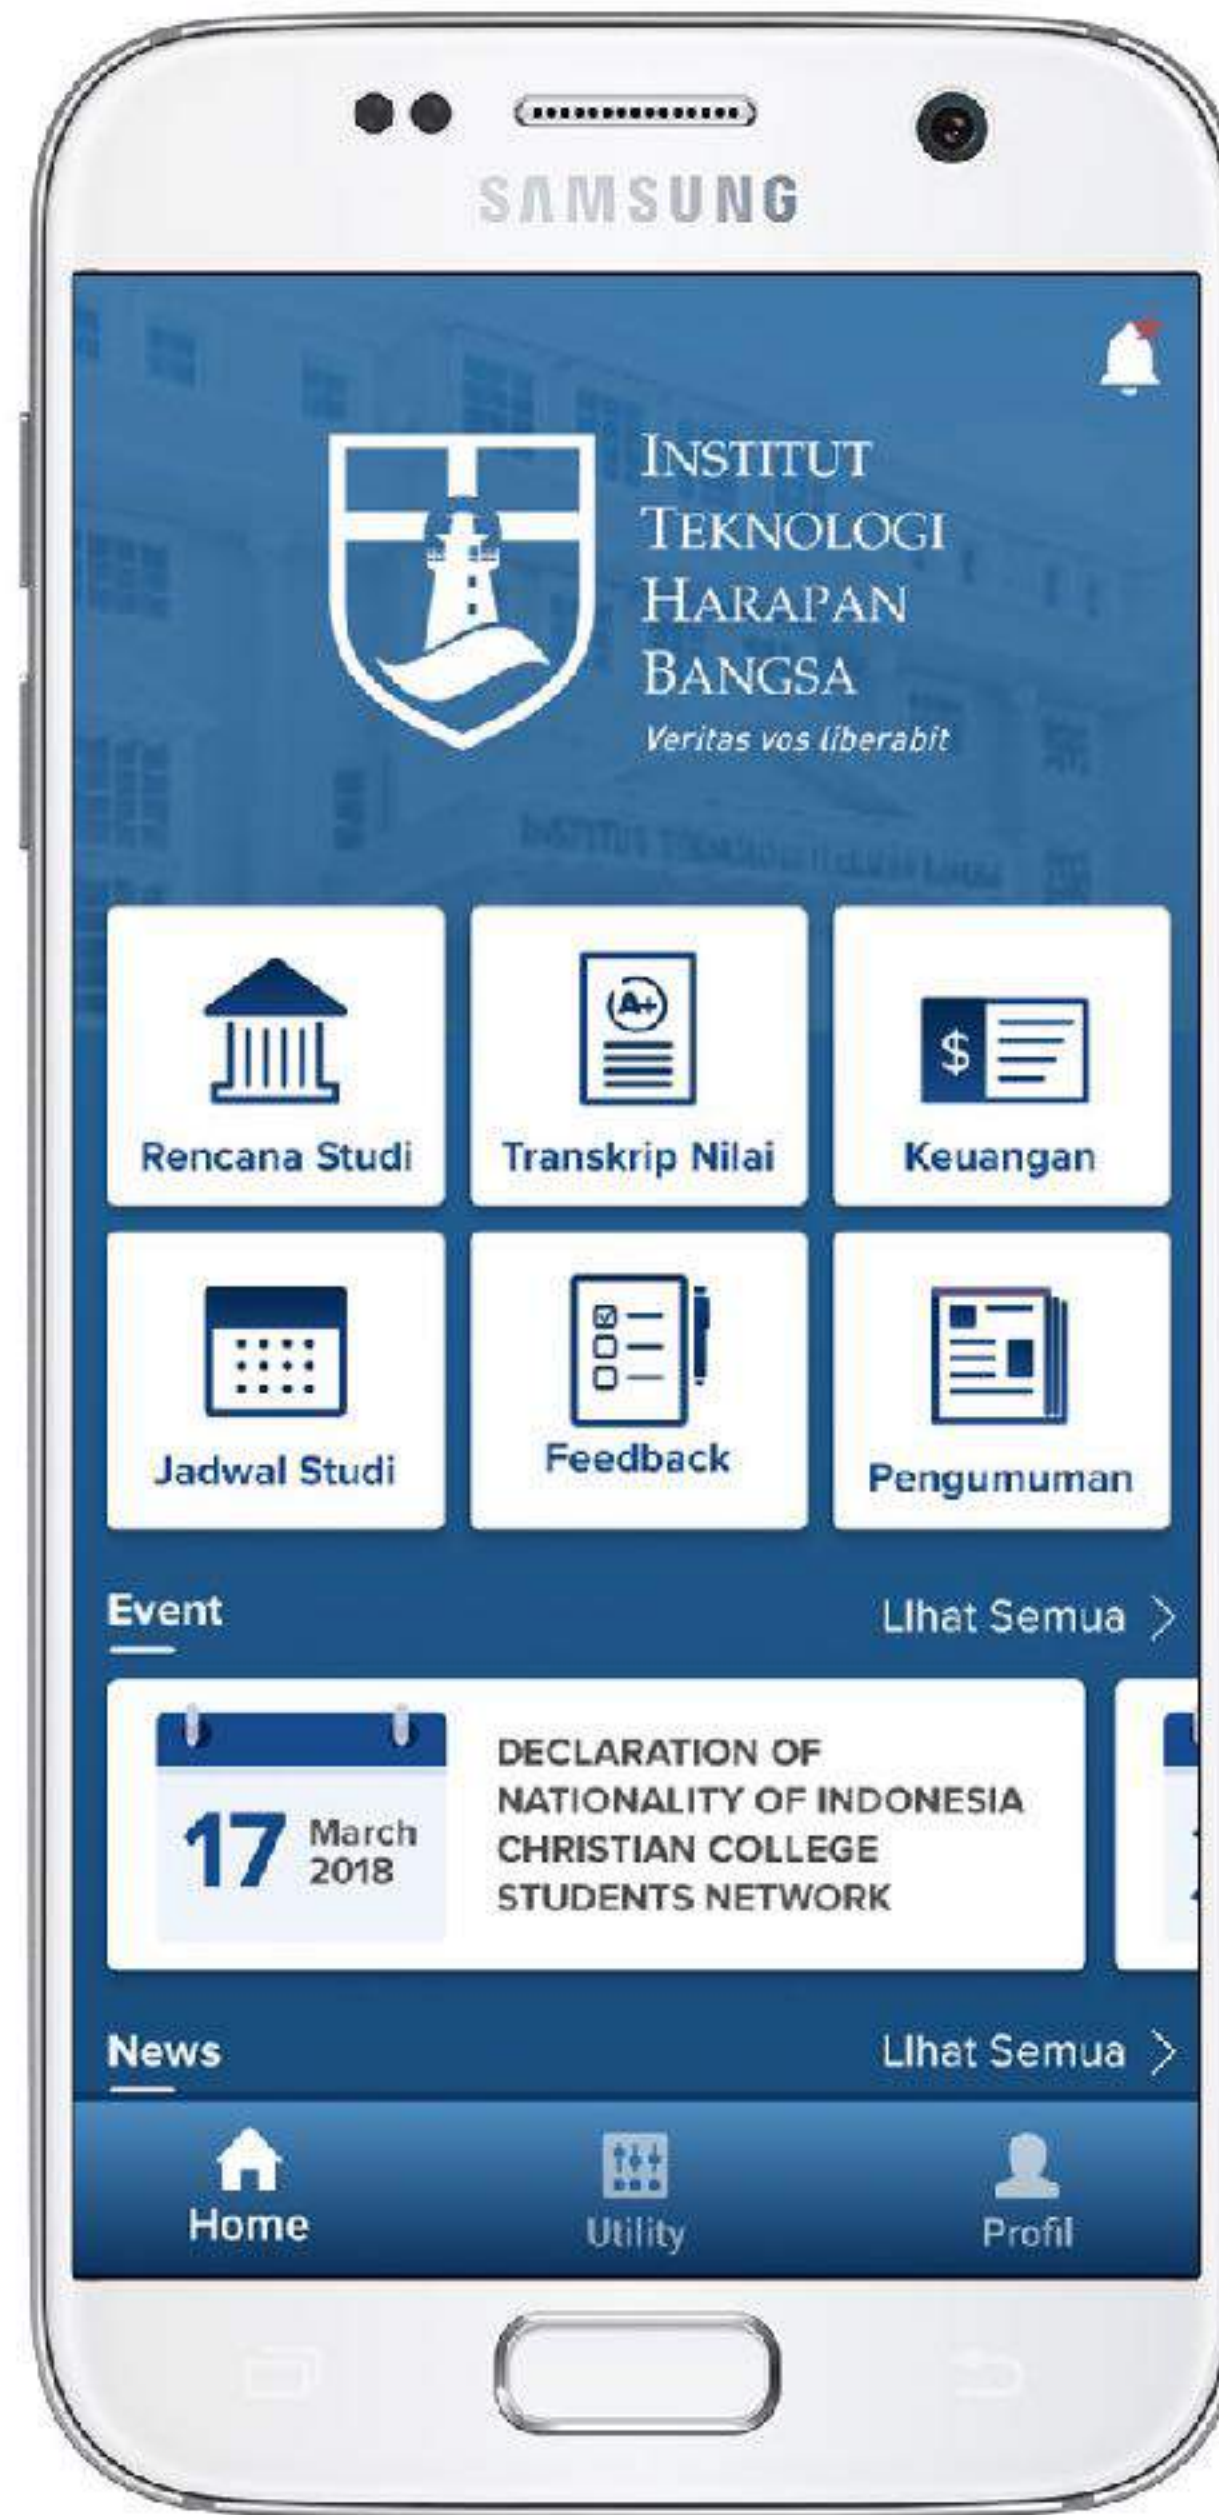 SAMSUNG
INSTITUT
TEKNOLOGI
HARAPAN
BANGSA
Veritas vos liberabit
A+
$
Rencana Studi
Transkrip Nilai
Keuangan
Jadwal Studi
Feedback
Pengumuman
Event
LIhat Semua
17
March
2018
DECLARATION OF
NATIONALITY OF INDONESIA
CHRISTIAN COLLEGE
STUDENTS NETWORK
News
LIhat Semua
Home
Utility
Profil